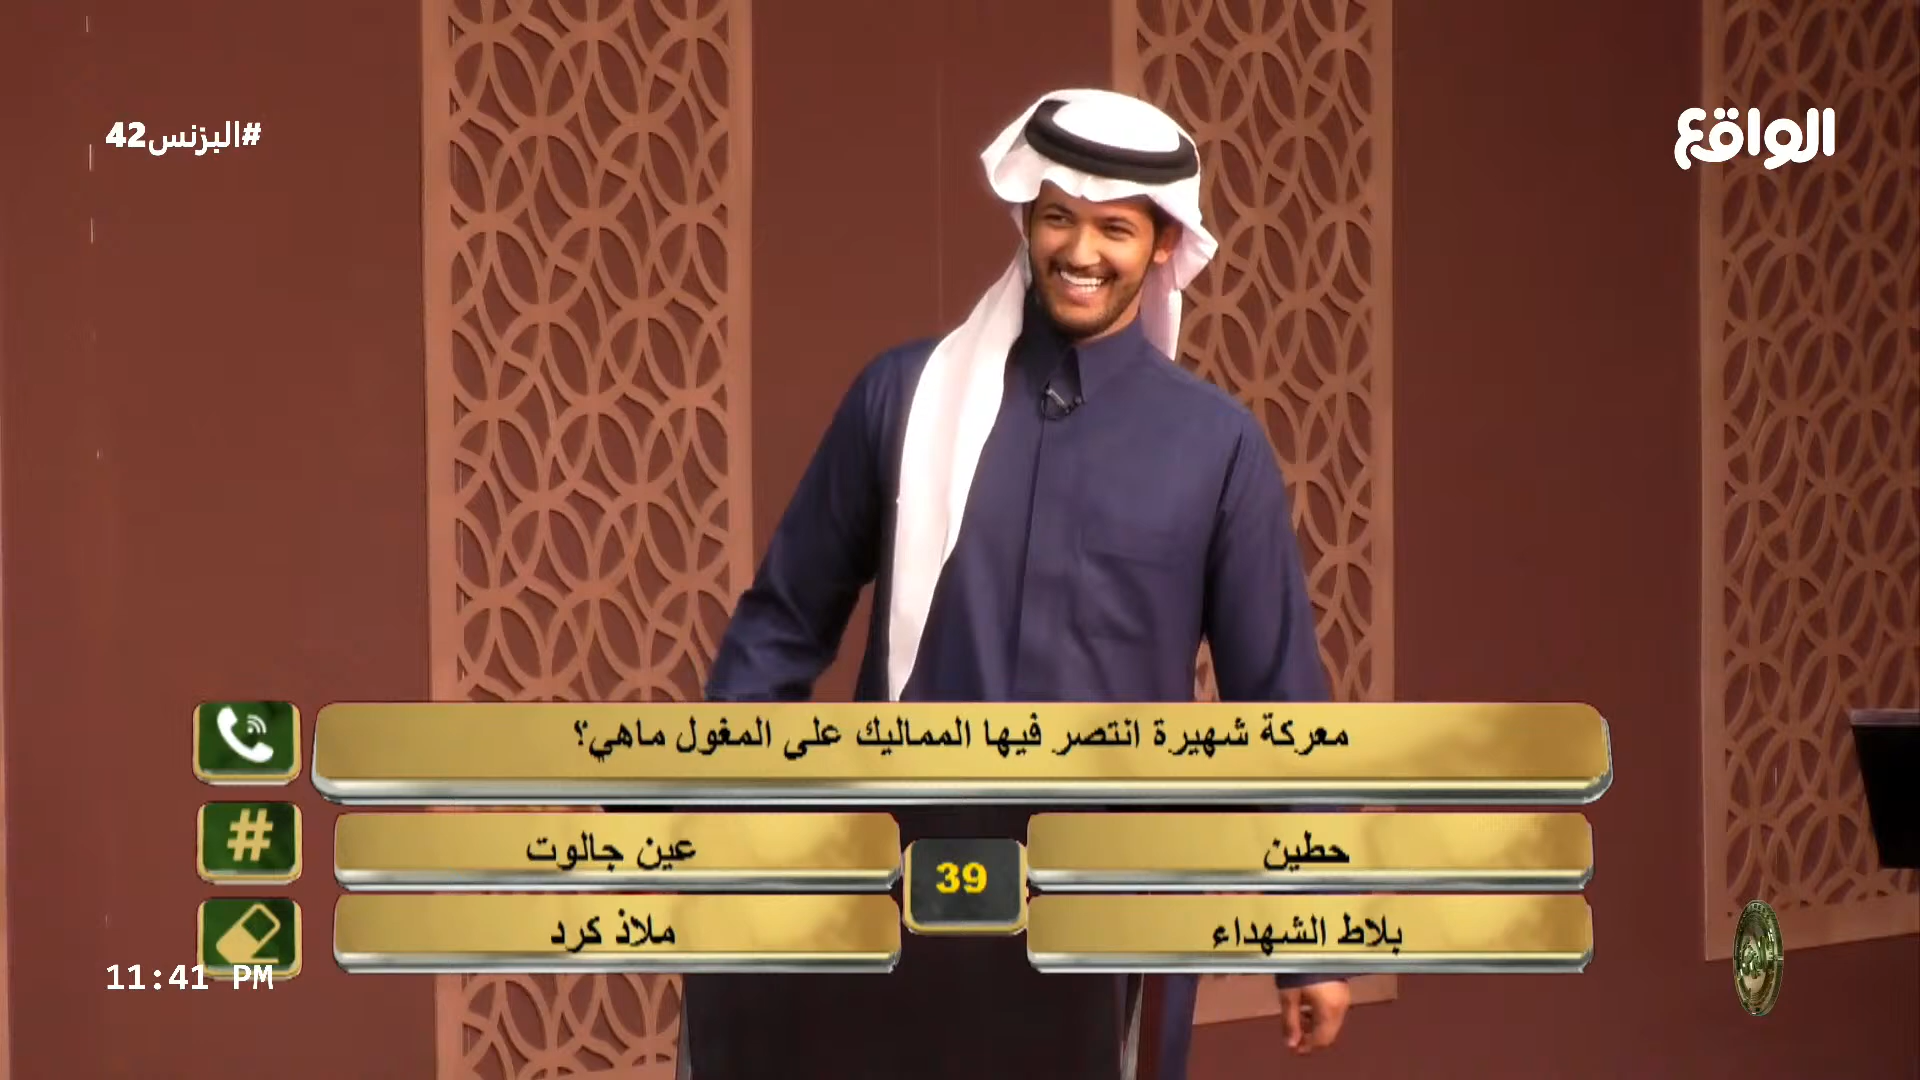 #البزنس42
الواقع
معركة شهيرة انتصر فيها المماليك على المغول ماهي؟
حطين
عين جالوت
39
بلاط الشهداء
ملاذ كرد
#
11:41 PM